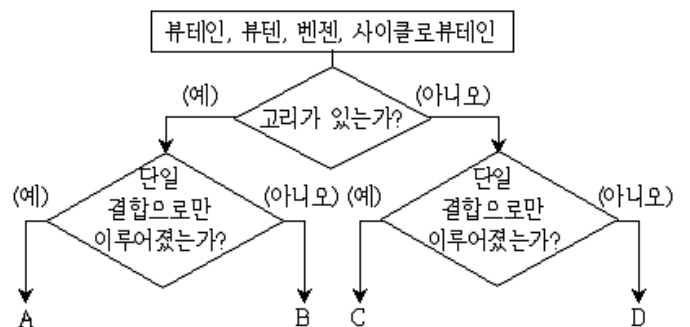 뷰테인, 뷰텐, 벤젠, 사이클로뷰테인
(예)
(아니오)
고리가 있는가?
(예)
단일
결합으로만
이루어졌는가?
(아니오)
(예)
단일
결합으로만
이루어졌는가?
(아니오)
A
B
C
D